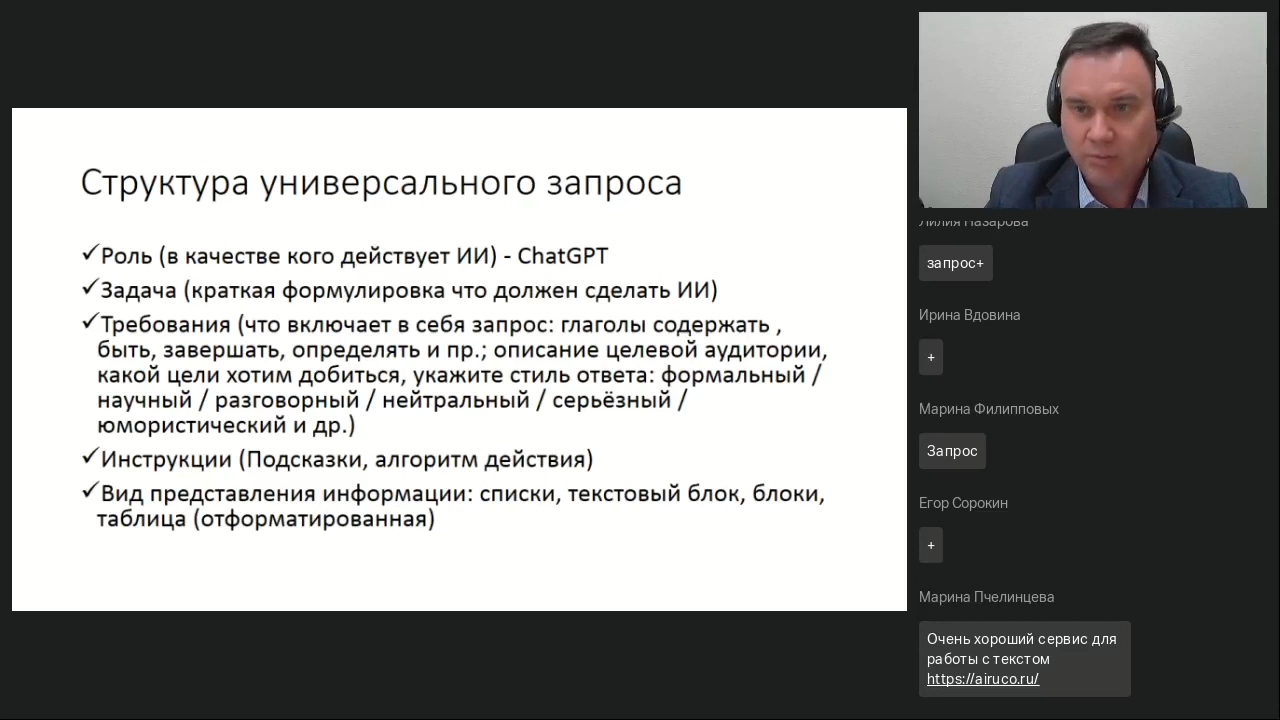 Структура универсального запроса
✓Роль (в качестве кого действует ИИ) - ChatGPT
✓Задача (краткая формулировка что должен сделать ИИ)
✓Требования (что включает в себя запрос: глаголы содержать ,
быть, завершать, определять и пр.; описание целевой аудитории,
какой цели хотим добиться, укажите стиль ответа: формальный /
научный / разговорный / нейтральный / серьёзный /
юмористический и др.)
✓Инструкции (Подсказки, алгоритм действия)
✓Вид представления информации: списки, текстовый блок, блоки,
таблица (отформатированная)
Лилия Назарова
запрос+
Ирина Вдовина
+
Марина Филипповых
Запрос
Егор Сорокин
+
Марина Пчелинцева
Очень хороший сервис для
работы с текстом
https://airuco.ru/